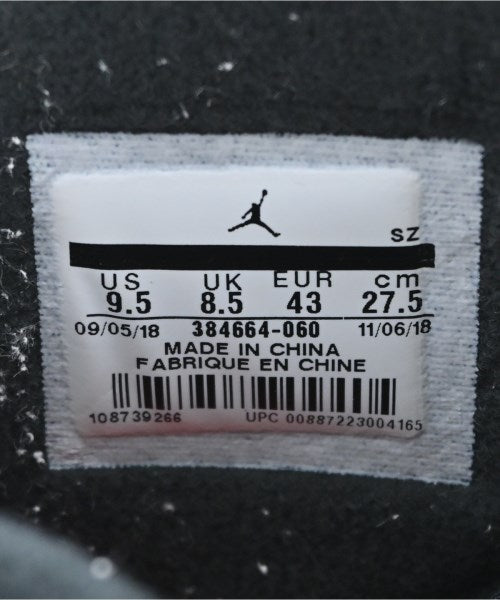 SZ
US UK EUR cm
9.5 8.5 43 27.5
09/05/18 384664-060 11/06/18
MADE IN CHINA
FABRIQUE EN CHINE
108739266 UPC 00887223004165